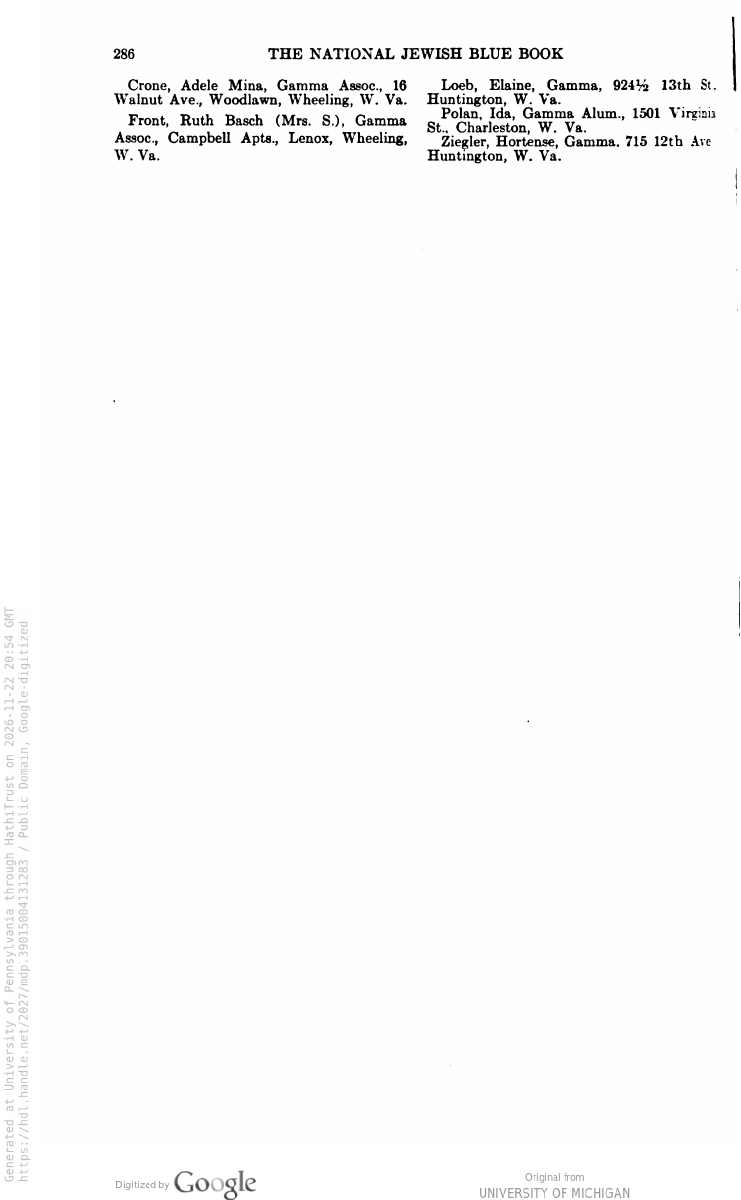 286 THE NATIONAL JEWISH BLUE BOOK
Crone, Adele Mina, Gamma Assoc., 16
Walnut Ave., Woodlawn, Wheeling, W. Va.
Front, Ruth Basch (Mrs. S.), Gamma
Assoc., Campbell Apts., Lenox, Wheeling,
W. Va.
Loeb, Elaine, Gamma, 924½ 13th St.
Huntington, W. Va.
Polan, Ida, Gamma Alum., 1501 Virginia
St., Charleston, W. Va.
Ziegler, Hortense, Gamma. 715 12th Ave
Huntington, W. Va.
Generated at University of Pennsylvania through HathiTrust on 2026-11-22 20:54 GMT
https://hdl.handle.net/2027/mdp.39015004131283 / Public Domain, Google-digitized
Digitized by Google
Original from
UNIVERSITY OF MICHIGAN